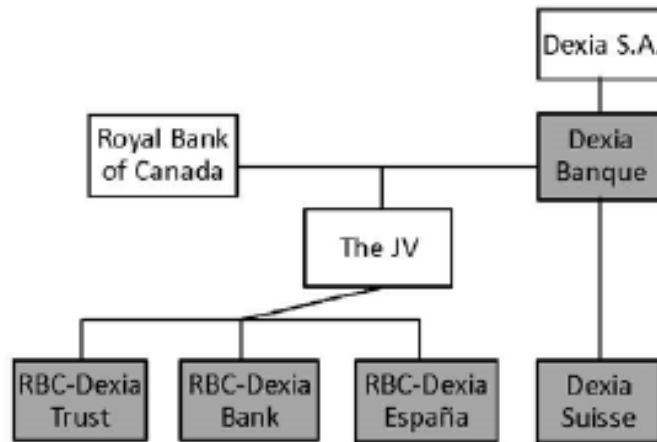 Dexia S.A.
Royal Bank
of Canada
Dexia
Banque
The JV
RBC-Dexia
Trust
RBC-Dexia
Bank
RBC-Dexia
España
Dexia
Suisse